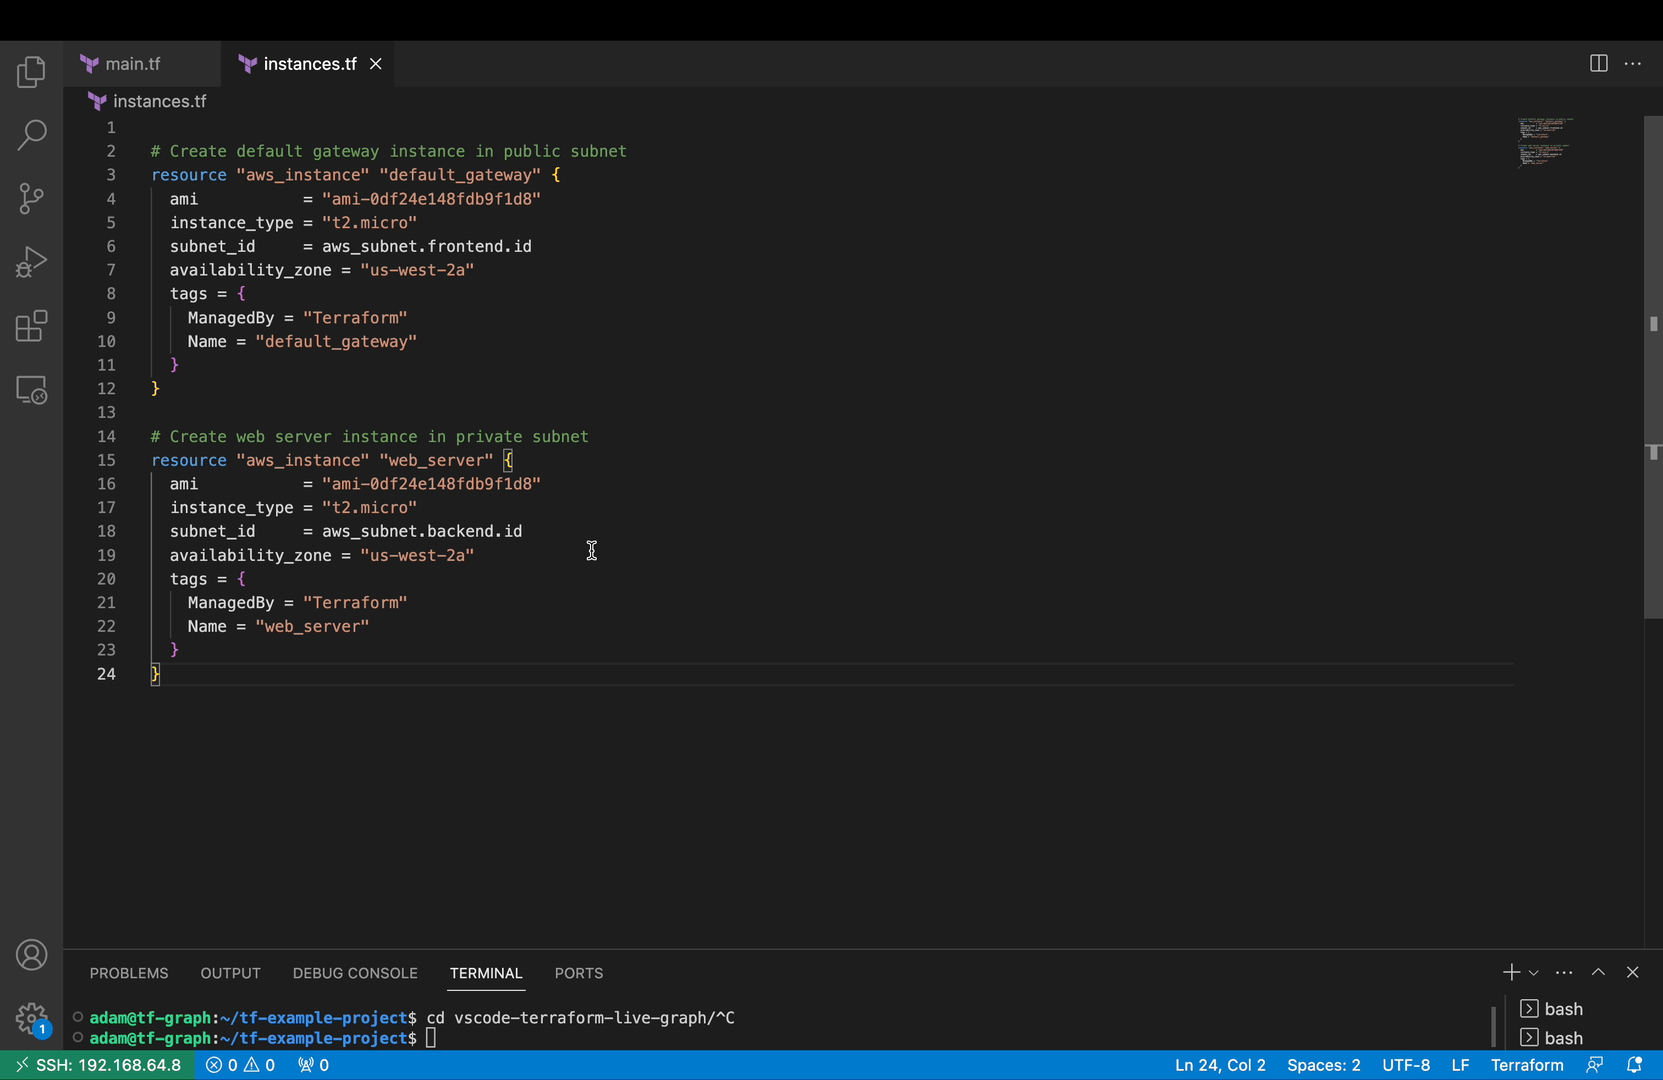 main.tf
instances.tf
instances.tf
1
2 # Create default gateway instance in public subnet
3 resource "aws_instance" "default_gateway" {
4 ami           = "ami-0df24e148fdb9f1d8"
5 instance_type = "t2.micro"
6 subnet_id     = aws_subnet.frontend.id
7 availability_zone = "us-west-2a"
8 tags = {
9 ManagedBy = "Terraform"
10 Name = "default_gateway"
11 }
12 }
13
14 # Create web server instance in private subnet
15 resource "aws_instance" "web_server" {
16 ami           = "ami-0df24e148fdb9f1d8"
17 instance_type = "t2.micro"
18 subnet_id     = aws_subnet.backend.id
19 availability_zone = "us-west-2a"
20 tags = {
21 ManagedBy = "Terraform"
22 Name = "web_server"
23 }
24 }
PROBLEMS OUTPUT DEBUG CONSOLE TERMINAL PORTS
adam@tf-graph:~/tf-example-project$ cd vscode-terraform-live-graph/^C
adam@tf-graph:~/tf-example-project$
bash
bash
1
SSH: 192.168.64.8 0 0 0 Ln 24, Col 2 Spaces: 2 UTF-8 LF Terraform